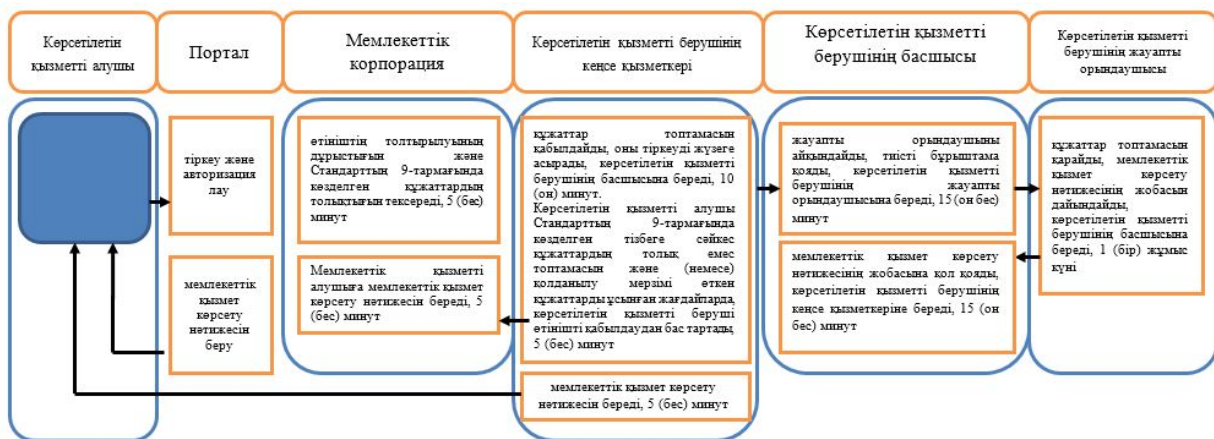 Көрсетілетін
қызметті алушы
Портал
Мемлекеттік
корпорация
Көрсетілетін қызметті берушінің
кеңсе қызметкері
Көрсетілетін қызметті
берушінің басшысы
Көрсетілетін қызметті
берушінің жауапты
орындаушысы
тіркеу және
авторизация
лау
мемлекеттік
қызмет
көрсету
нәтижесін
беру
өтініштің толтырылуының
дұрыстығын және
Стандарттың 9-тармағында
көзделген құжаттардың
толықтығын тексереді, 5 (бес)
минут
Мемлекеттік қызметті
алушыға мемлекеттік қызмет
көрсету нәтижесін береді, 5
(бес) минут
құжаттар топтамасын
қабылдайды, оны тіркеуді жүзеге
асырады, көрсетілетін қызметті
берушінің басшысына береді, 10
(он) минут.
Көрсетілетін қызметті алушы
Стандарттың 9-тармағында
көзделген тізбеге сәйкес
құжаттардың толық емес
топтамасын және (немесе)
қолданылу мерзімі өткен
құжаттарды ұсынған жағдайларда,
көрсетілетін қызметті беруші
өтінішті қабылдаудан бас тартады,
5 (бес) минут
мемлекеттік қызмет көрсету
нәтижесін береді, 5 (бес) минут
жауапты орындаушыны
айқындайды, тиісті бұрыштама
қояды, көрсетілетін қызметті
берушінің жауапты
орындаушысына береді, 15 (он бес)
минут
мемлекеттік қызмет көрсету
нәтижесінің жобасына қол қояды,
көрсетілетін қызметті берушінің
кеңсе қызметкеріне береді, 15 (он
бес) минут
құжаттар топтамасын
қарайды, мемлекеттік
қызмет көрсету
нәтижесінің жобасын
дайындайды,
көрсетілетін қызметті
берушінің басшысына
береді, 1 (бір) жұмыс
күні